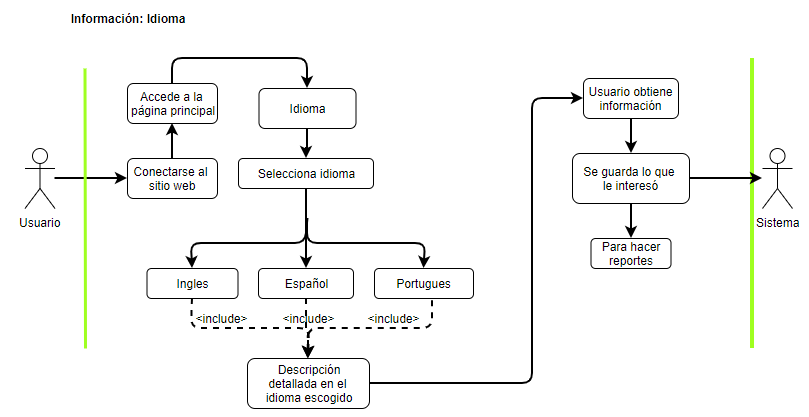 Información: Idioma
Accede a la
página principal
Idioma
Usuario obtiene
información
Conectarse al
sitio web
Selecciona idioma
Se guarda lo que
le interesó
Usuario
Sistema
Para hacer
reportes
Ingles
Español
Portugues
<include>
<include>
<include>
Descripción
detallada en el
idioma escogido